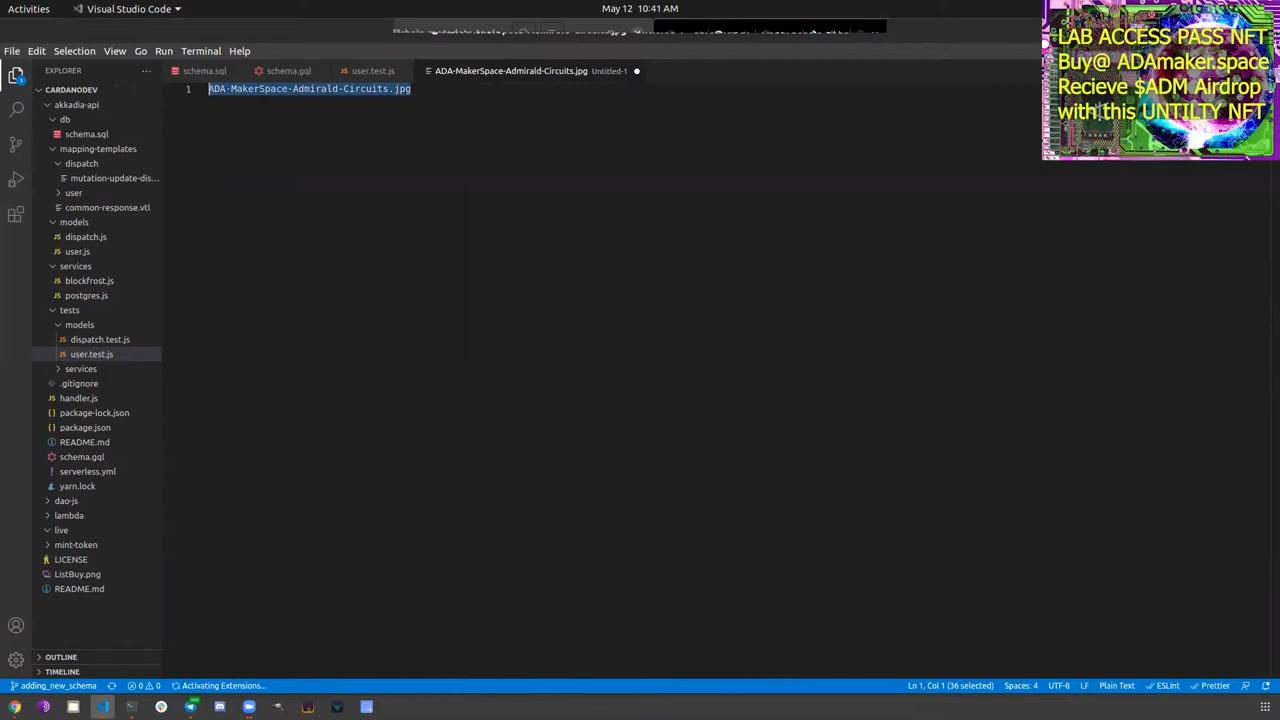 Activities
Visual Studio Code
May 12 10:41 AM
File Edit Selection View Go Run Terminal Help
LAB ACCESS PASS NFT
Buy@ ADAmaker.space
Recieve $ADM Airdrop
with this UNTILTY NFT
EXPLORER
schema.sql
schema.gql
user.test.js
ADA-MakerSpace-Admirald-Circuits.jpg Untitled-1
1 ADA-MakerSpace-Admirald-Circuits.jpg
CARDANODEV
akkadia-api
db
schema.sql
mapping-templates
dispatch
mutation-update-dis...
user
common-response.vtl
models
dispatch.js
user.js
services
blockfrost.js
postgres.js
tests
models
dispatch.test.js
user.test.js
services
.gitignore
handler.js
package-lock.json
package.json
README.md
schema.gql
serverless.yml
yarn.lock
dao-js
lambda
live
mint-token
LICENSE
ListBuy.png
README.md
OUTLINE
TIMELINE
adding_new_schema
0 0
Activating Extensions...
Ln 1, Col 1 (36 selected)
Spaces: 4
UTF-8
LF
Plain Text
ESLint
Prettier